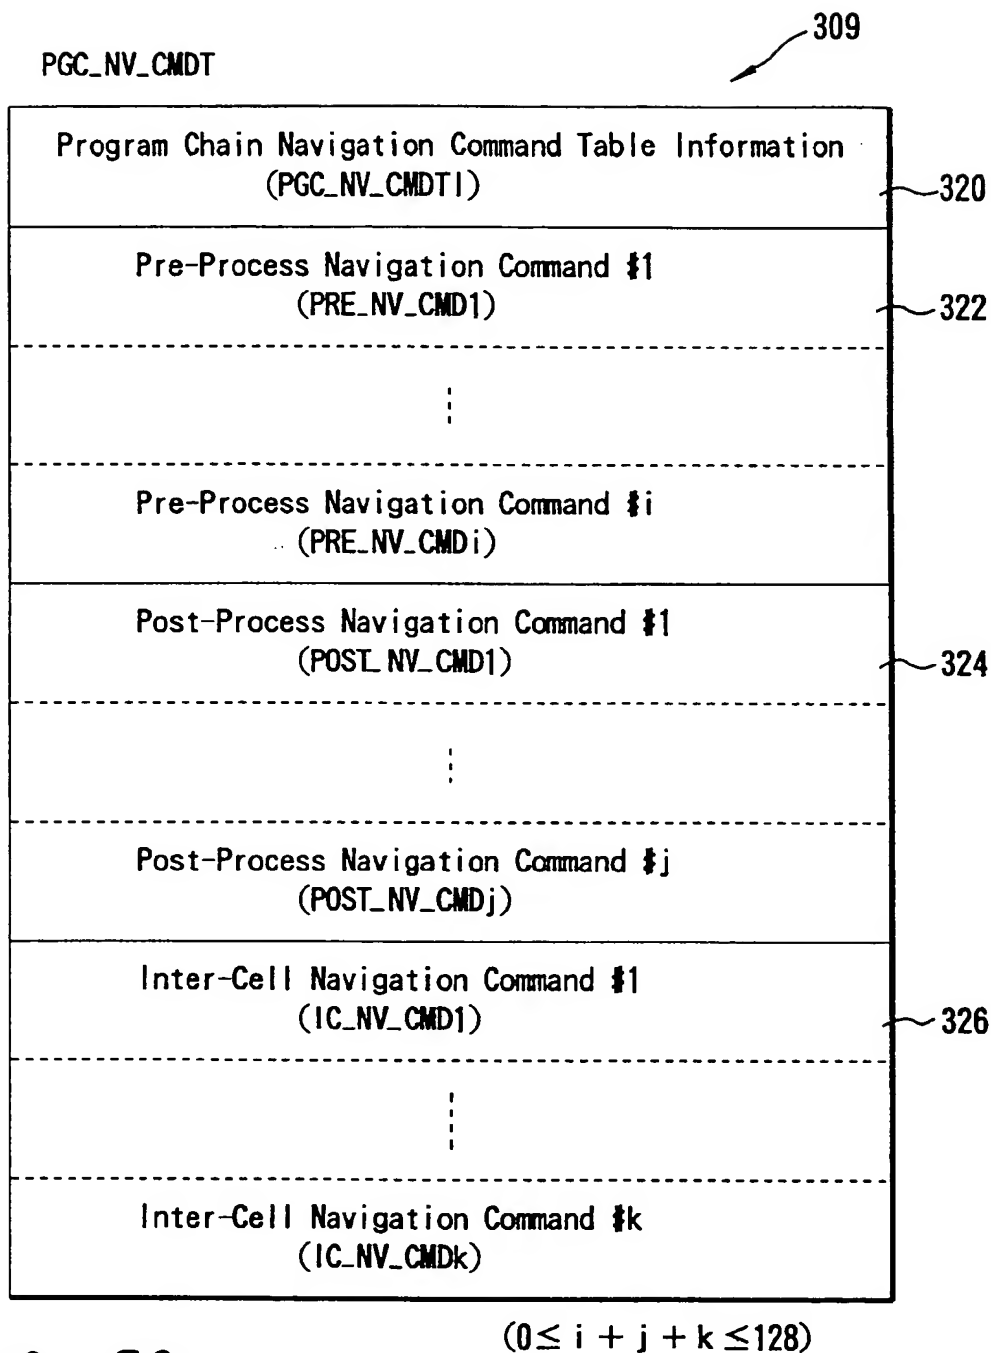 309
PGC_NV_CMDT
Program Chain Navigation Command Table Information
(PGC_NV_CMDTI)
320
Pre-Process Navigation Command #1
(PRE_NV_CMD1)
322
Pre-Process Navigation Command #i
(PRE_NV_CMDi)
Post-Process Navigation Command #1
(POST_NV_CMD1)
324
Post-Process Navigation Command #j
(POST_NV_CMDj)
Inter-Cell Navigation Command #1
(IC_NV_CMD1)
326
Inter-Cell Navigation Command #k
(IC_NV_CMDk)
(0≤ i + j + k ≤128)